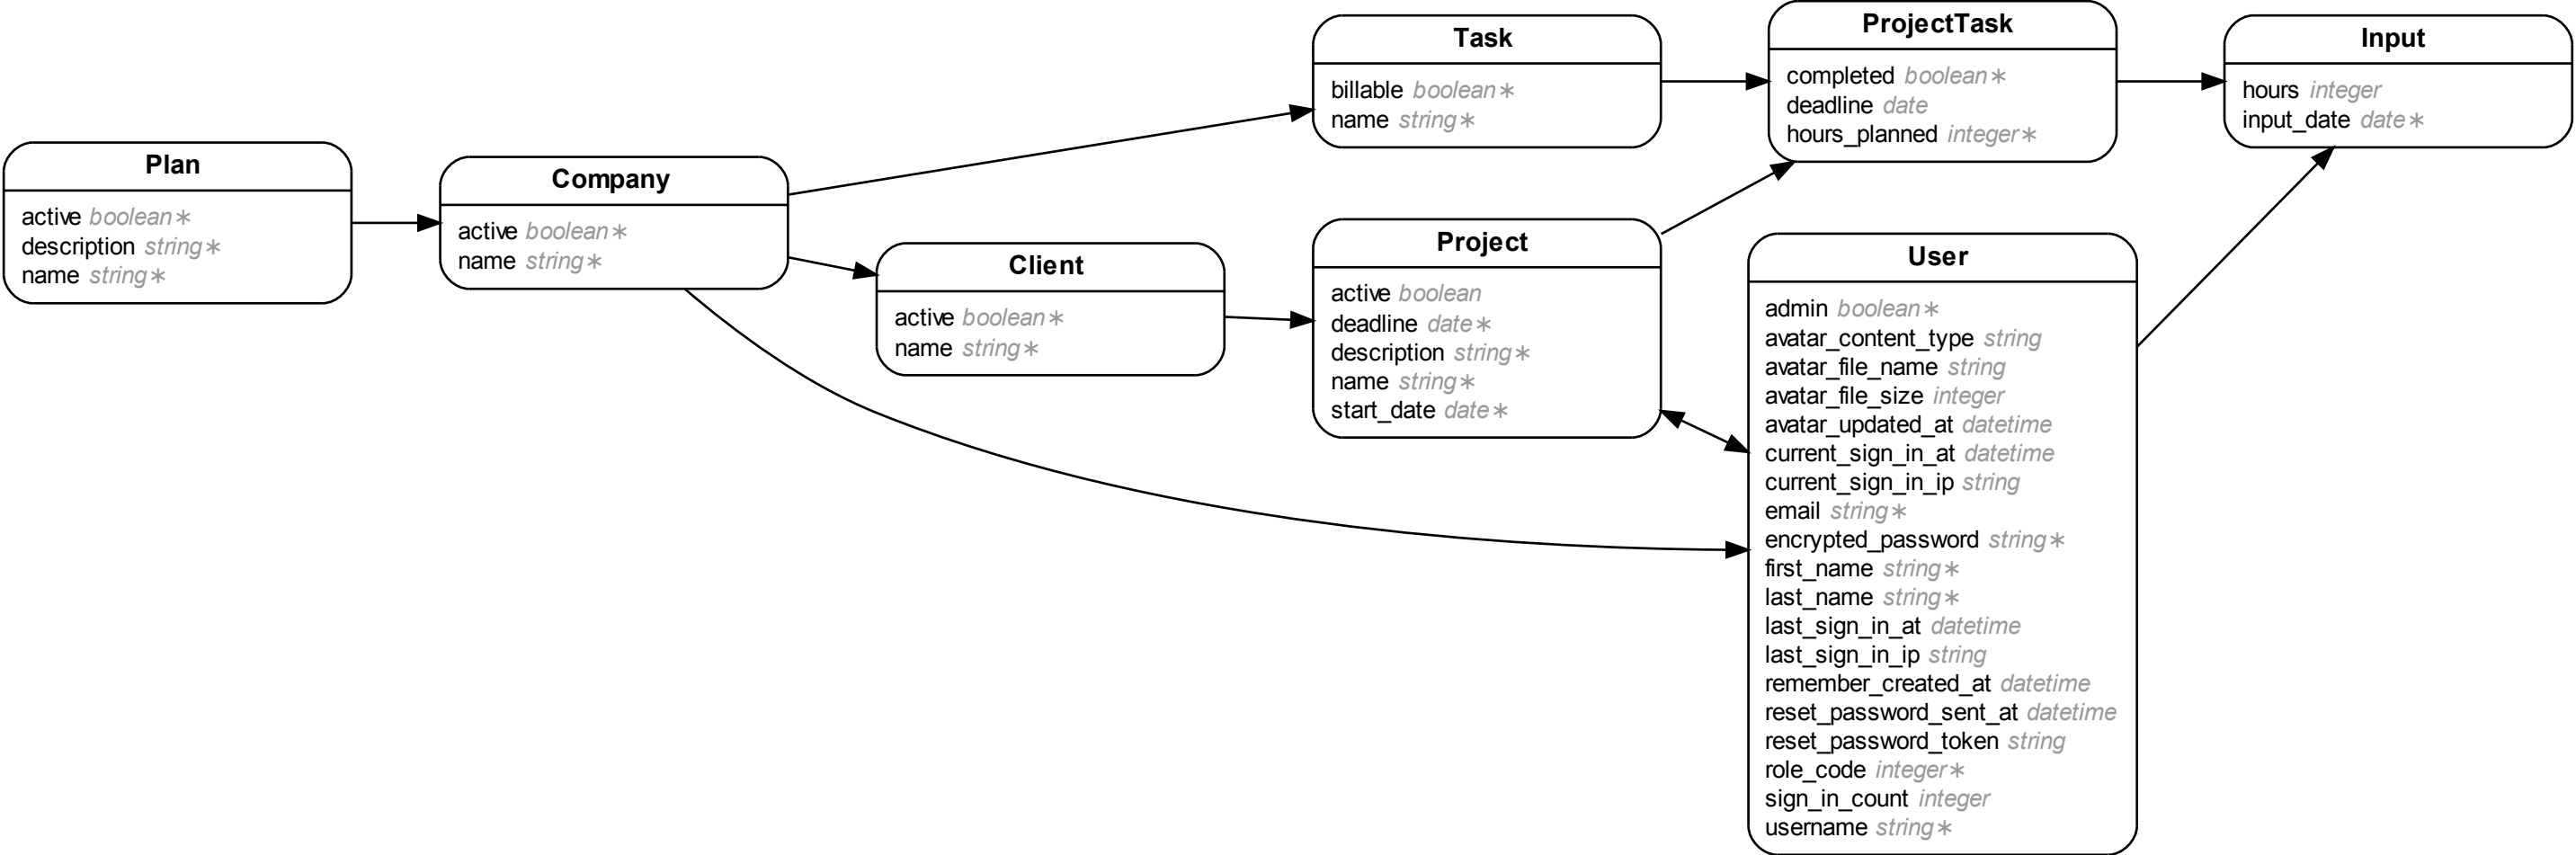 Plan
active boolean∗
description string∗
name string∗
Company
active boolean∗
name string∗
Client
active boolean∗
name string∗
Task
billable boolean∗
name string∗
Project
active boolean
deadline date∗
description string∗
name string∗
start_date date∗
ProjectTask
completed boolean∗
deadline date
hours_planned integer∗
User
admin boolean∗
avatar_content_type string
avatar_file_name string
avatar_file_size integer
avatar_updated_at datetime
current_sign_in_at datetime
current_sign_in_ip string
email string∗
encrypted_password string∗
first_name string∗
last_name string∗
last_sign_in_at datetime
last_sign_in_ip string
remember_created_at datetime
reset_password_sent_at datetime
reset_password_token string
role_code integer∗
sign_in_count integer
username string∗
Input
hours integer
input_date date∗